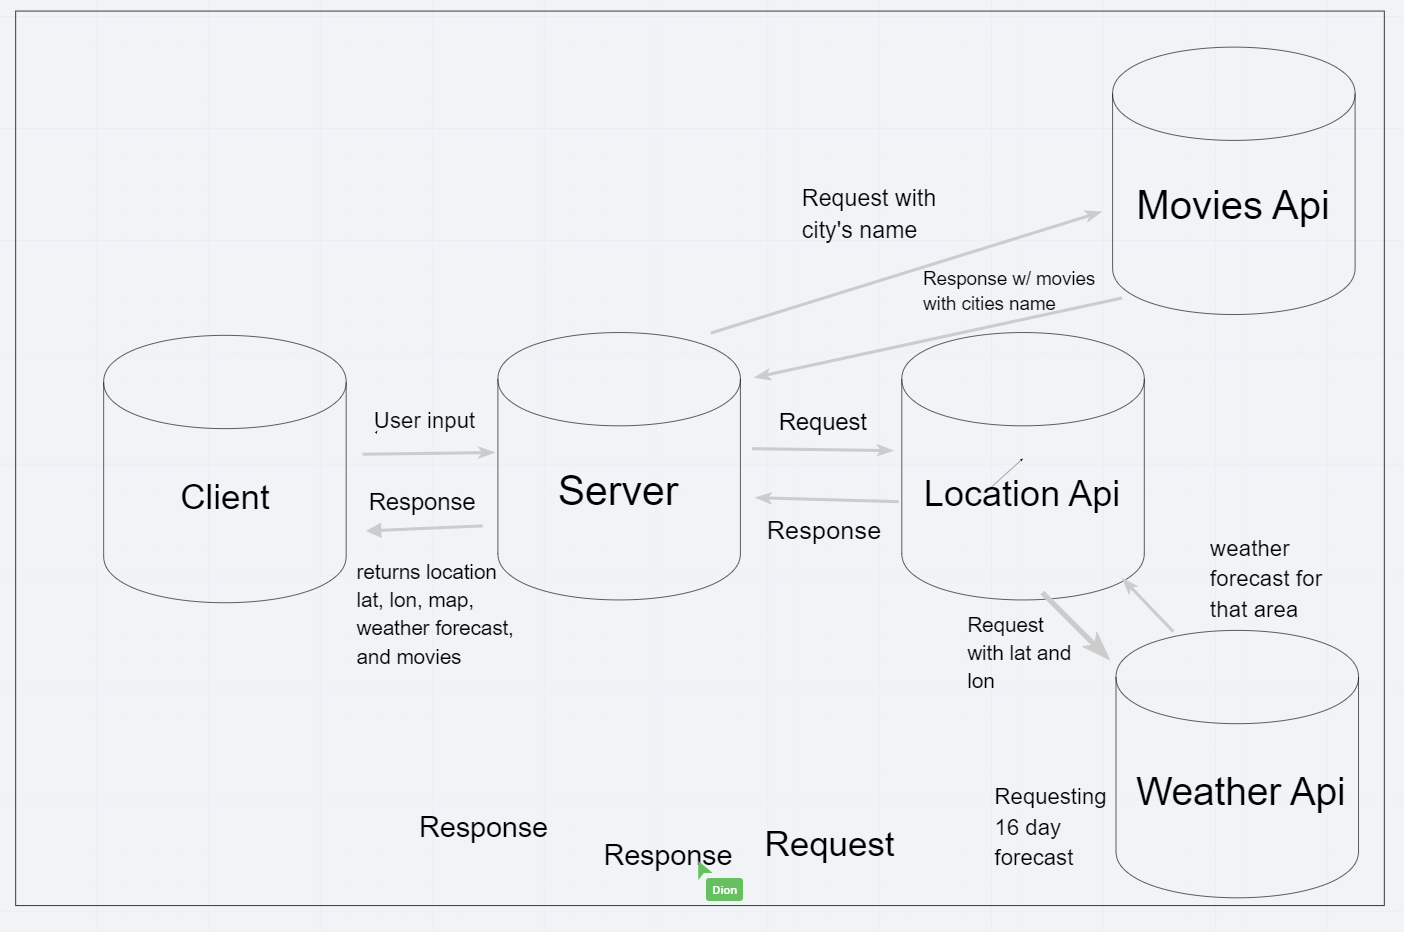 Movies Api
Request with
city's name
Response w/ movies
with cities name
User input
Request
Client
Response
Server
Location Api
Response
returns location
lat, lon, map,
weather forecast,
and movies
weather
forecast for
that area
Request
with lat and
lon
Requesting
16 day
forecast
Weather Api
Response
Response
Request
Dion